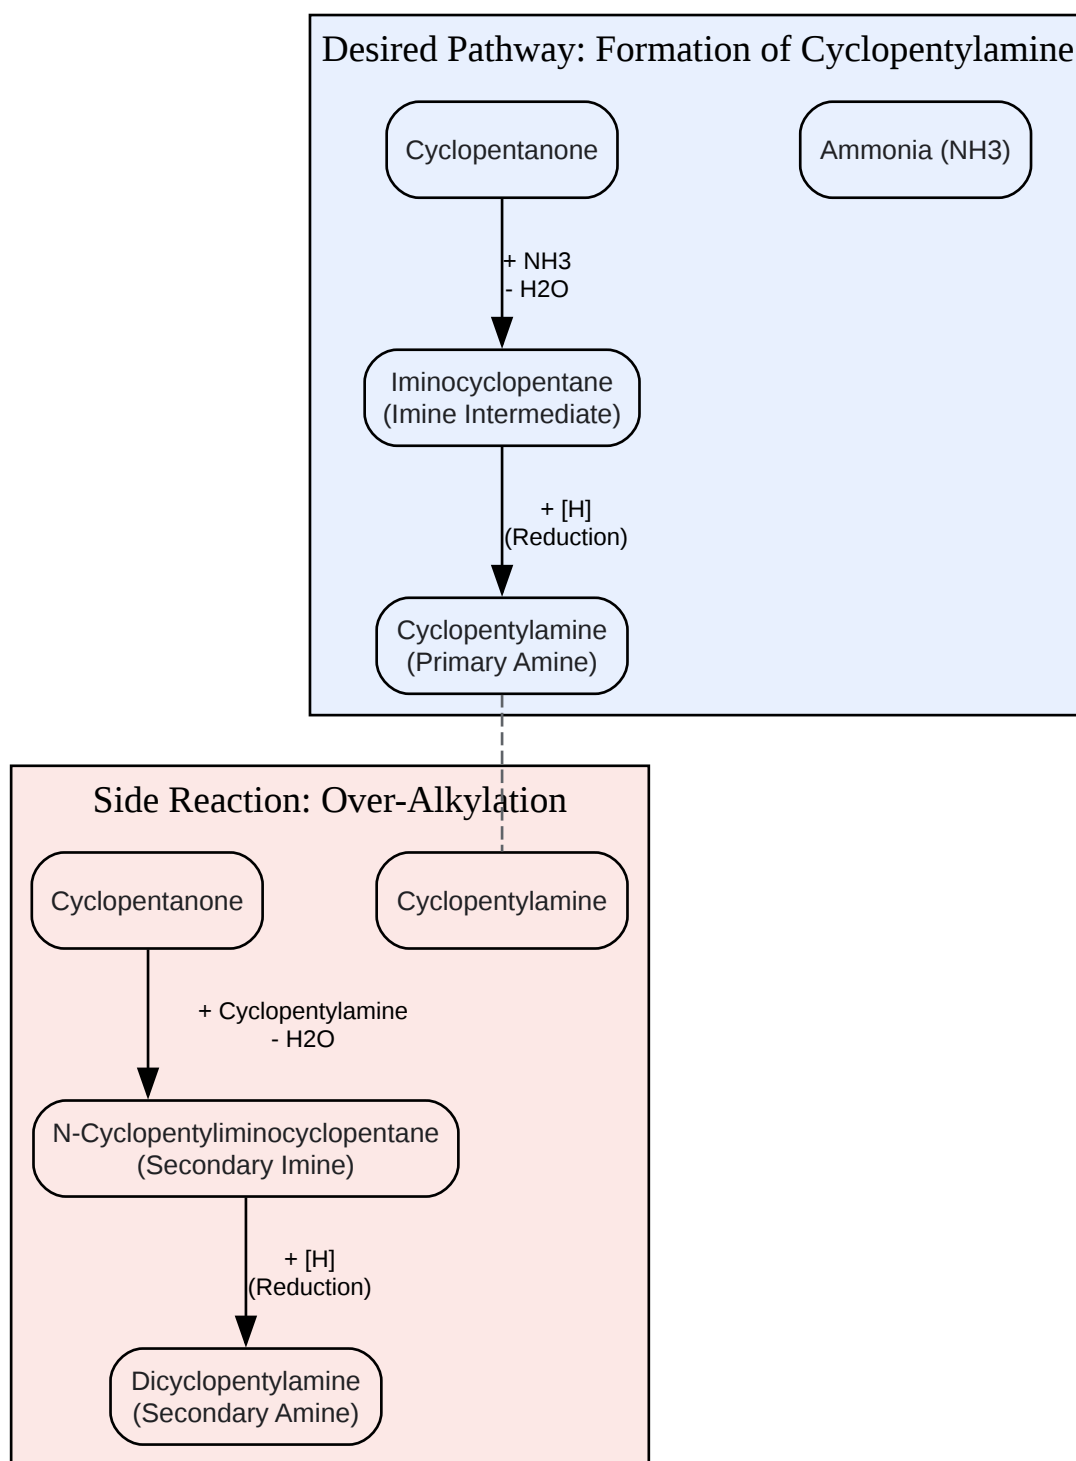 Desired Pathway: Formation of Cyclopentylamine
Cyclopentanone
Ammonia (NH3)
+ NH3
- H2O
Iminocyclopentane
(Imine Intermediate)
+ [H]
(Reduction)
Cyclopentylamine
(Primary Amine)
Side Reaction: Over-Alkylation
Cyclopentanone
Cyclopentylamine
+ Cyclopentylamine
- H2O
N-Cyclopentyliminocyclopentane
(Secondary Imine)
+ [H]
(Reduction)
Dicyclopentylamine
(Secondary Amine)